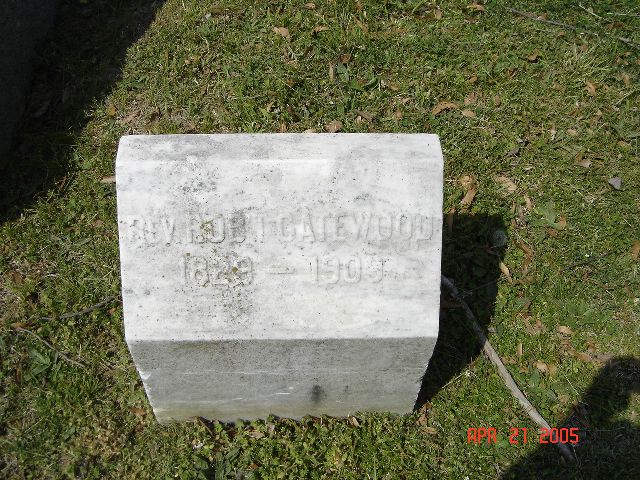 REV. ROBT GATEWOOD
1829 — 1909
APR 21 2005